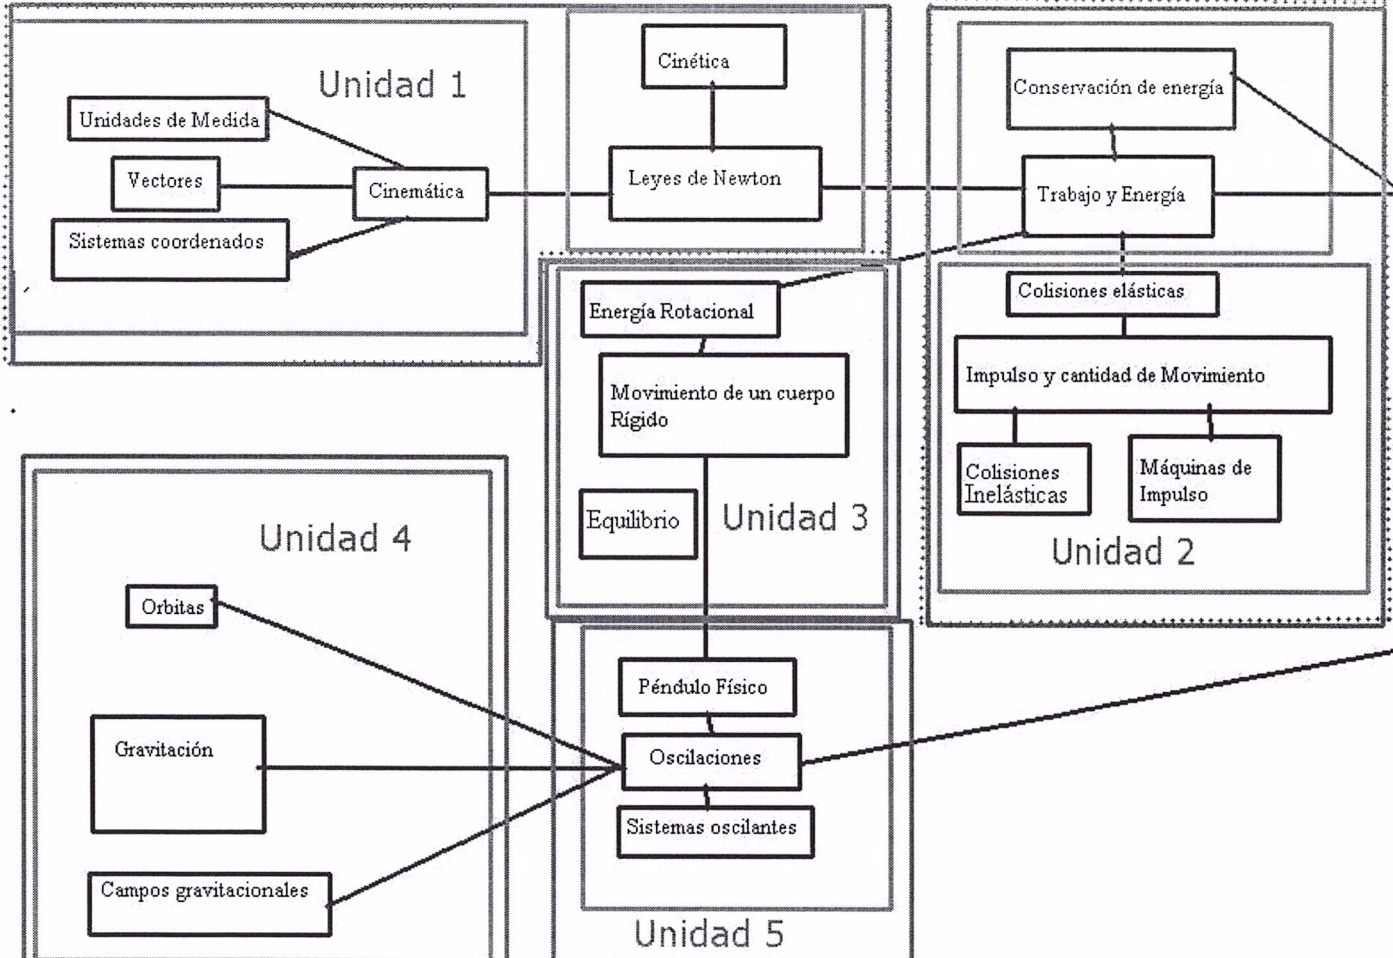 Unidad 1
Unidades de Medida
Vectores
Cinemática
Sistemas coordenados
Cinética
Leyes de Newton
Conservación de energía
Trabajo y Energía
Colisiones elásticas
Impulso y cantidad de Movimiento
Colisiones
Inelásticas
Máquinas de
Impulso
Unidad 2
Energía Rotacional
Movimiento de un cuerpo
Rígido
Equilibrio
Unidad 3
Unidad 4
Orbitas
Gravitación
Campos gravitacionales
Péndulo Físico
Oscilaciones
Sistemas oscilantes
Unidad 5